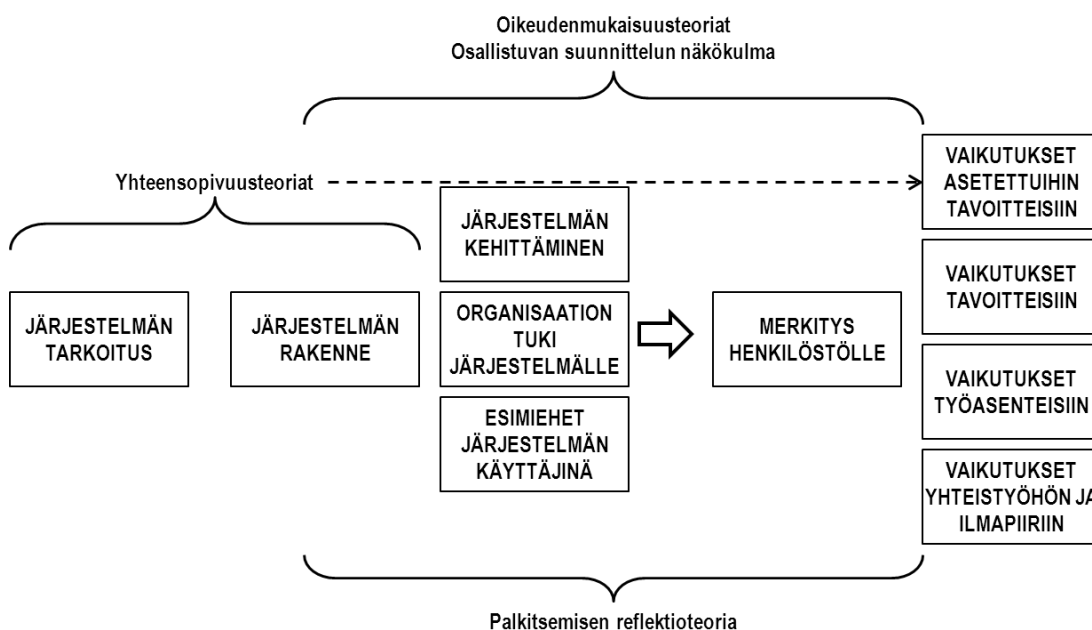 Oikeudenmukaisuusteoriat
Osallistuvan suunnittelun näkökulma
Yhteensopivuusteoriat
JÄRJESTELMÄN
TARKOITUS
JÄRJESTELMÄN
RAKENNE
JÄRJESTELMÄN
KEHITTÄMINEN
ORGANISAATION
TUKI
JÄRJESTELMÄLLE
ESIMIEHET
JÄRJESTELMÄN
KÄYTTÄJINÄ
MERKITYS
HENKILÖSTÖLLE
VAIKUTUKSET
ASETETTUIHIN
TAVOITTEISIIN
VAIKUTUKSET
TAVOITTEISIIN
VAIKUTUKSET
TYÖASENTEISIIN
VAIKUTUKSET
YHTEISTYÖHÖN JA
ILMAPIIRIIN
Palkitsemisen reflektioteoria